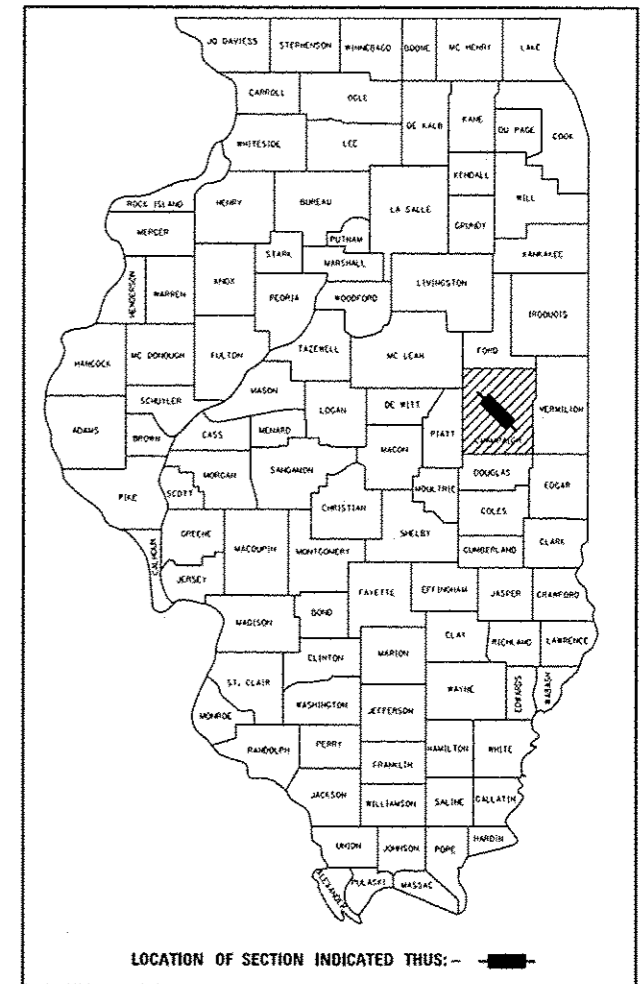 JO DAVIESS STEPHENSON WINNEBAGO BOONE MC HENRY LAKE
CARROLL OGLE DE KALB KANE DU PAGE COOK
WHITESIDE LEE
KENDALL
ROCK ISLAND HENRY BUREAU LA SALLE GRUNDY WILL
MERCER PUTNAM
STARK MARSHALL KANKAKEE
HENDERSON WARREN KNOX PEORIA WOODFORD LIVINGSTON IROQUOIS
HANCOCK MC DONOUGH FULTON TAZEWELL MC LEAN FORD
MASON
SCHUYLER LOGAN DE WITT VERMILION
ADAMS BROWN CASS MENARD PIATT CHAMPAIGN
MACON
MORGAN SANGAMON DOUGLAS
PIKE SCOTT MOULTRIE EDGAR
CHRISTIAN COLES
GREENE SHELBY
CALHOUN MACOUPIN MONTGOMERY CUMBERLAND CLARK
JERSEY
FAYETTE EFFINGHAM JASPER CRAWFORD
MADISON BOND
CLAY RICHLAND LAWRENCE
CLINTON MARION
ST. CLAIR WAYNE EDWARDS WABASH
WASHINGTON
MONROE JEFFERSON
RANDOLPH PERRY HAMILTON WHITE
FRANKLIN
JACKSON WILLIAMSON SALINE GALLATIN
HARDIN
UNION JOHNSON POPE
ALEXANDER PULASKI MASSAC
LOCATION OF SECTION INDICATED THUS:-